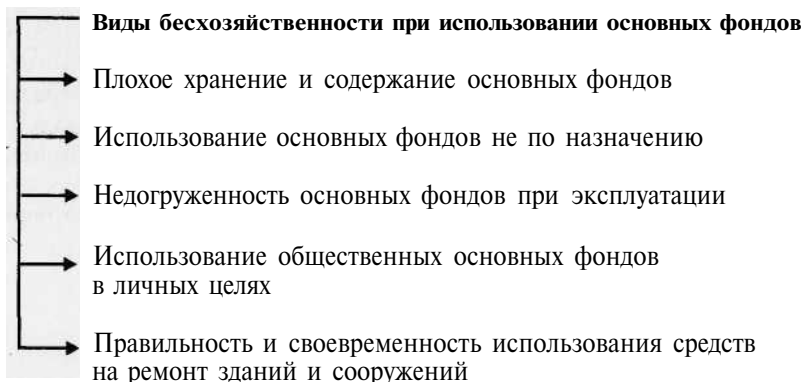 Виды бесхозяйственности при использовании основных фондов
Плохое хранение и содержание основных фондов
Использование основных фондов не по назначению
Недогруженность основных фондов при эксплуатации
Использование общественных основных фондов
в личных целях
Правильность и своевременность использования средств
на ремонт зданий и сооружений